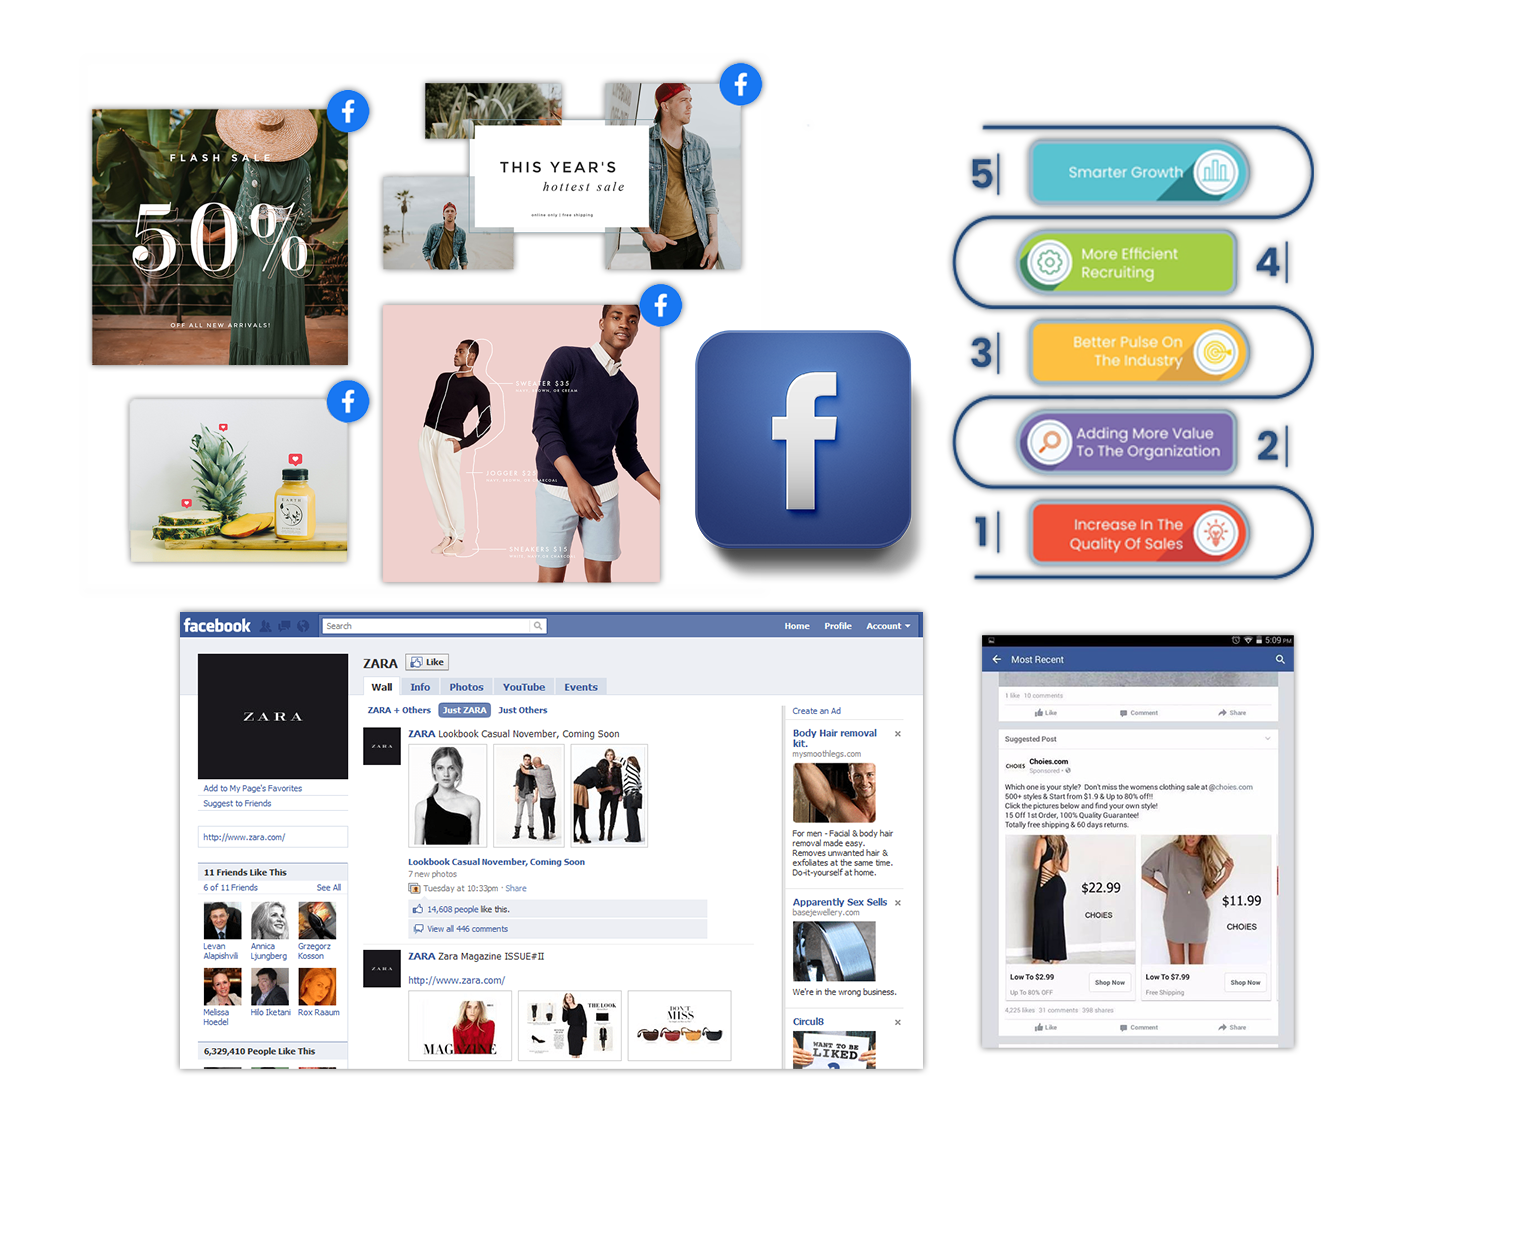 FLASH SALE
50%
OFF ALL NEW ARRIVALS!
THIS YEAR'S
hottest sale
online only | free shipping
SWEATER $35
NAVY, BROWN, OR CREAM
JOGGER $28
SNEAKERS $15
EARTH
5
Smarter Growth
More Efficient
Recruiting
4
3
Better Pulse On
The Industry
Adding More Value
To The Organization
2
1
Increase In The
Quality Of Sales
facebook
Search
Home Profile Account
ZARA
ZARA Like
Wall Info Photos YouTube Events
ZARA + Others Just ZARA Just Others
ZARA
ZARA Lookbook Casual November, Coming Soon
Lookbook Casual November, Coming Soon
7 new photos
Tuesday at 10:33pm · Share
14,608 people like this.
View all 446 comments
ZARA
ZARA Zara Magazine ISSUE#II
http://www.zara.com/
MAGAZINE
THE LOOK
DON'T
MISS
Add to My Page's Favorites
Suggest to Friends
http://www.zara.com/
11 Friends Like This
6 of 11 Friends See All
Levan
Alapishvili
Annica
Ljungberg
Grzegorz
Kosson
Melissa
Hoedel
Hilo Iketani
Rox Raaum
6,329,410 People Like This
Create an Ad
Body Hair removal
kit.
mysmoothlegs.com
For men - Facial & body hair
removal made easy.
Removes unwanted hair &
exfoliates at the same time.
Do-it-yourself at home.
Apparently Sex Sells
basejewellery.com
We're in the wrong business.
Circul8
WANT TO BE
LIKED
?
5:09 PM
Most Recent
1 like 10 comments
Like Comment Share
Suggested Post
CHOIES
Choies.com
Sponsored ·
Which one is your style? Don't miss the womens clothing sale at @choies.com
500+ styles & Start from $1.9 & Up to 80% off!!
Click the pictures below and find your own style!
15 Off 1st Order, 100% Quality Guarantee!
Totally free shipping & 60 days returns.
$22.99
CHOiES
$11.99
CHOiES
Low To $2.99
Up To 80% OFF
Shop Now
Low To $7.99
Free Shipping
Shop Now
4,225 likes 31 comments 398 shares
Like Comment Share